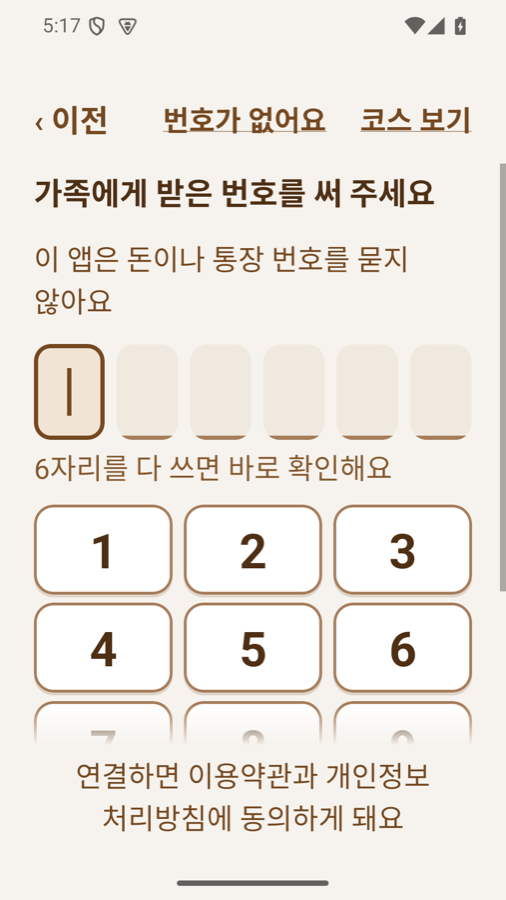 5:17
‹ 이전 번호가 없어요 코스 보기
가족에게 받은 번호를 써 주세요
이 앱은 돈이나 통장 번호를 묻지
않아요
6자리를 다 쓰면 바로 확인해요
1 2 3
4 5 6
연결하면 이용약관과 개인정보
처리방침에 동의하게 돼요